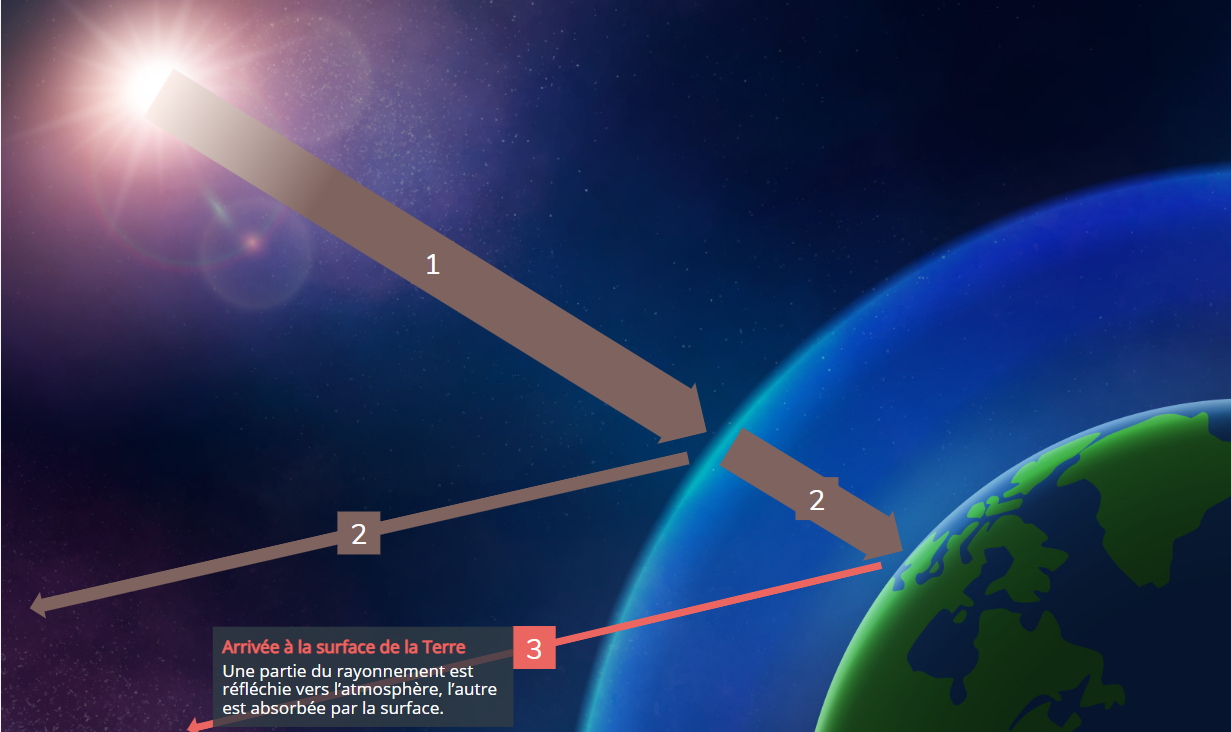 1
2
2
3
Arrivée à la surface de la Terre
Une partie du rayonnement est
réfléchie vers l’atmosphère, l’autre
est absorbée par la surface.